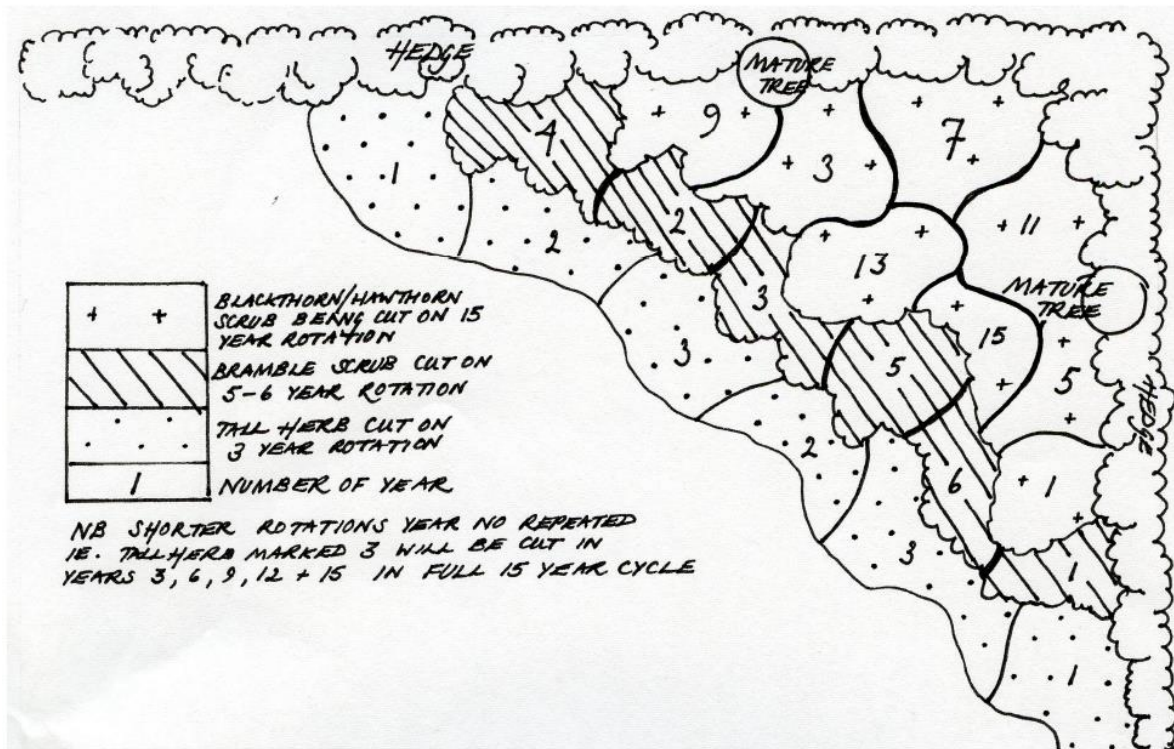 HEDGE
MATURE
TREE
4
9
7
1
3
2
2
11
13
MATURE
TREE
3
3
5
15
5
HEDGE
2
6
1
3
1
1
BLACKTHORN/HAWTHORN
SCRUB BEING CUT ON 15
YEAR ROTATION
BRAMBLE SCRUB CUT ON
5-6 YEAR ROTATION
TALL HERB CUT ON
3 YEAR ROTATION
1
NUMBER OF YEAR
NB SHORTER ROTATIONS YEAR NO REPEATED
IE. TALL HERB MARKED 3 WILL BE CUT IN
YEARS 3, 6, 9, 12 + 15 IN FULL 15 YEAR CYCLE